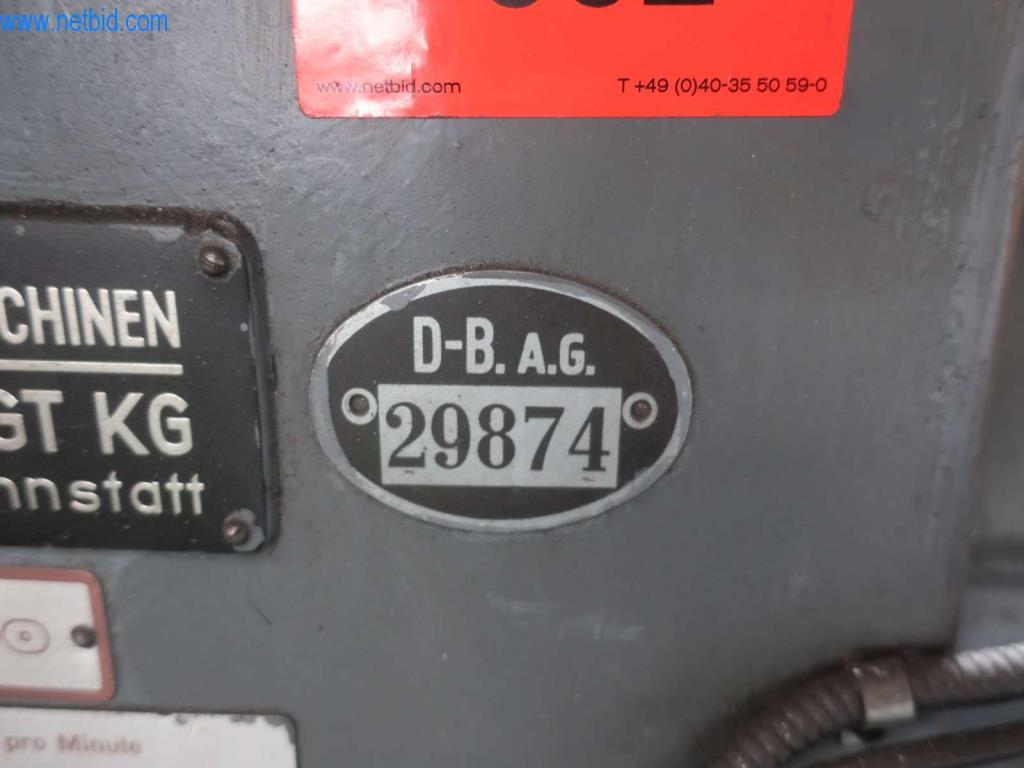 www.netbid.com
www.netbid.com
T +49 (0)40-35 50 59-0
CHINEN
GT KG
nnstatt
D-B. A.G.
29874
pro Minute